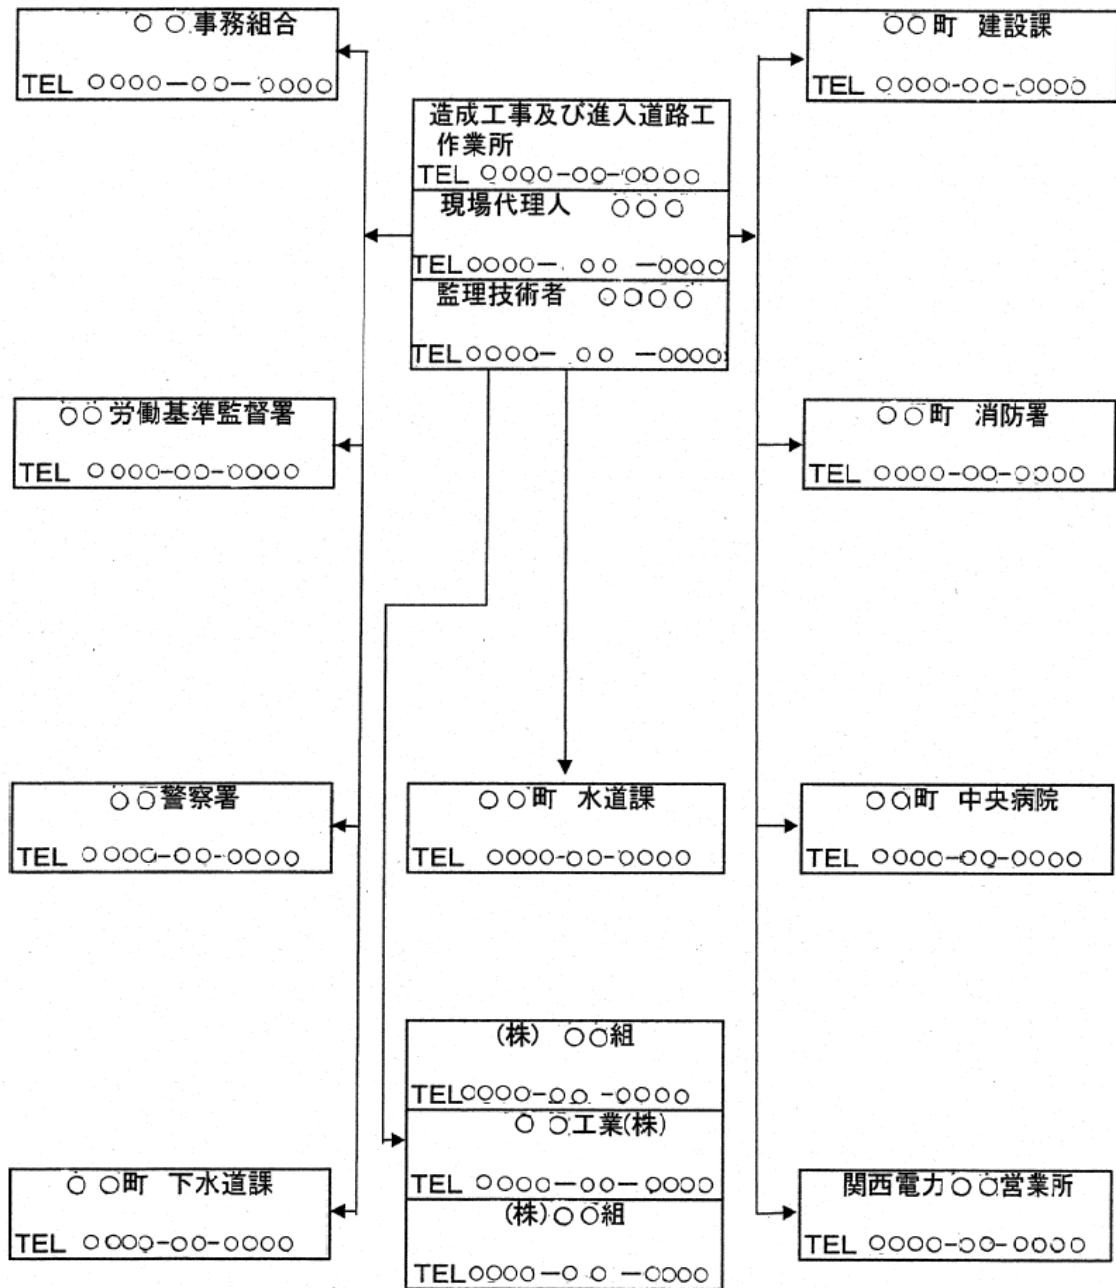 ○○事務組合
TEL ○○○○-○○-○○○○
○○町 建設課
TEL ○○○○-○○-○○○○
造成工事及び進入道路工
作業所
TEL ○○○○-○○-○○○○
現場代理人 ○○○
TEL○○○○- ○○ -○○○○
監理技術者 ○○○○
TEL○○○○- ○○ -○○○○
○○労働基準監督署
TEL ○○○○-○○-○○○○
○○町 消防署
TEL ○○○○-○○-○○○○
○○警察署
TEL ○○○○-○○-○○○○
○○町 水道課
TEL ○○○○-○○-○○○○
○○町 中央病院
TEL ○○○○-○○-○○○○
(株) ○○組
TEL○○○○-○○ -○○○○
○○工業(株)
TEL ○○○○-○○-○○○○
(株)○○組
TEL○○○○-○○ -○○○○
○○町 下水道課
TEL ○○○○-○○-○○○○
関西電力○○営業所
TEL ○○○○-○○-○○○○